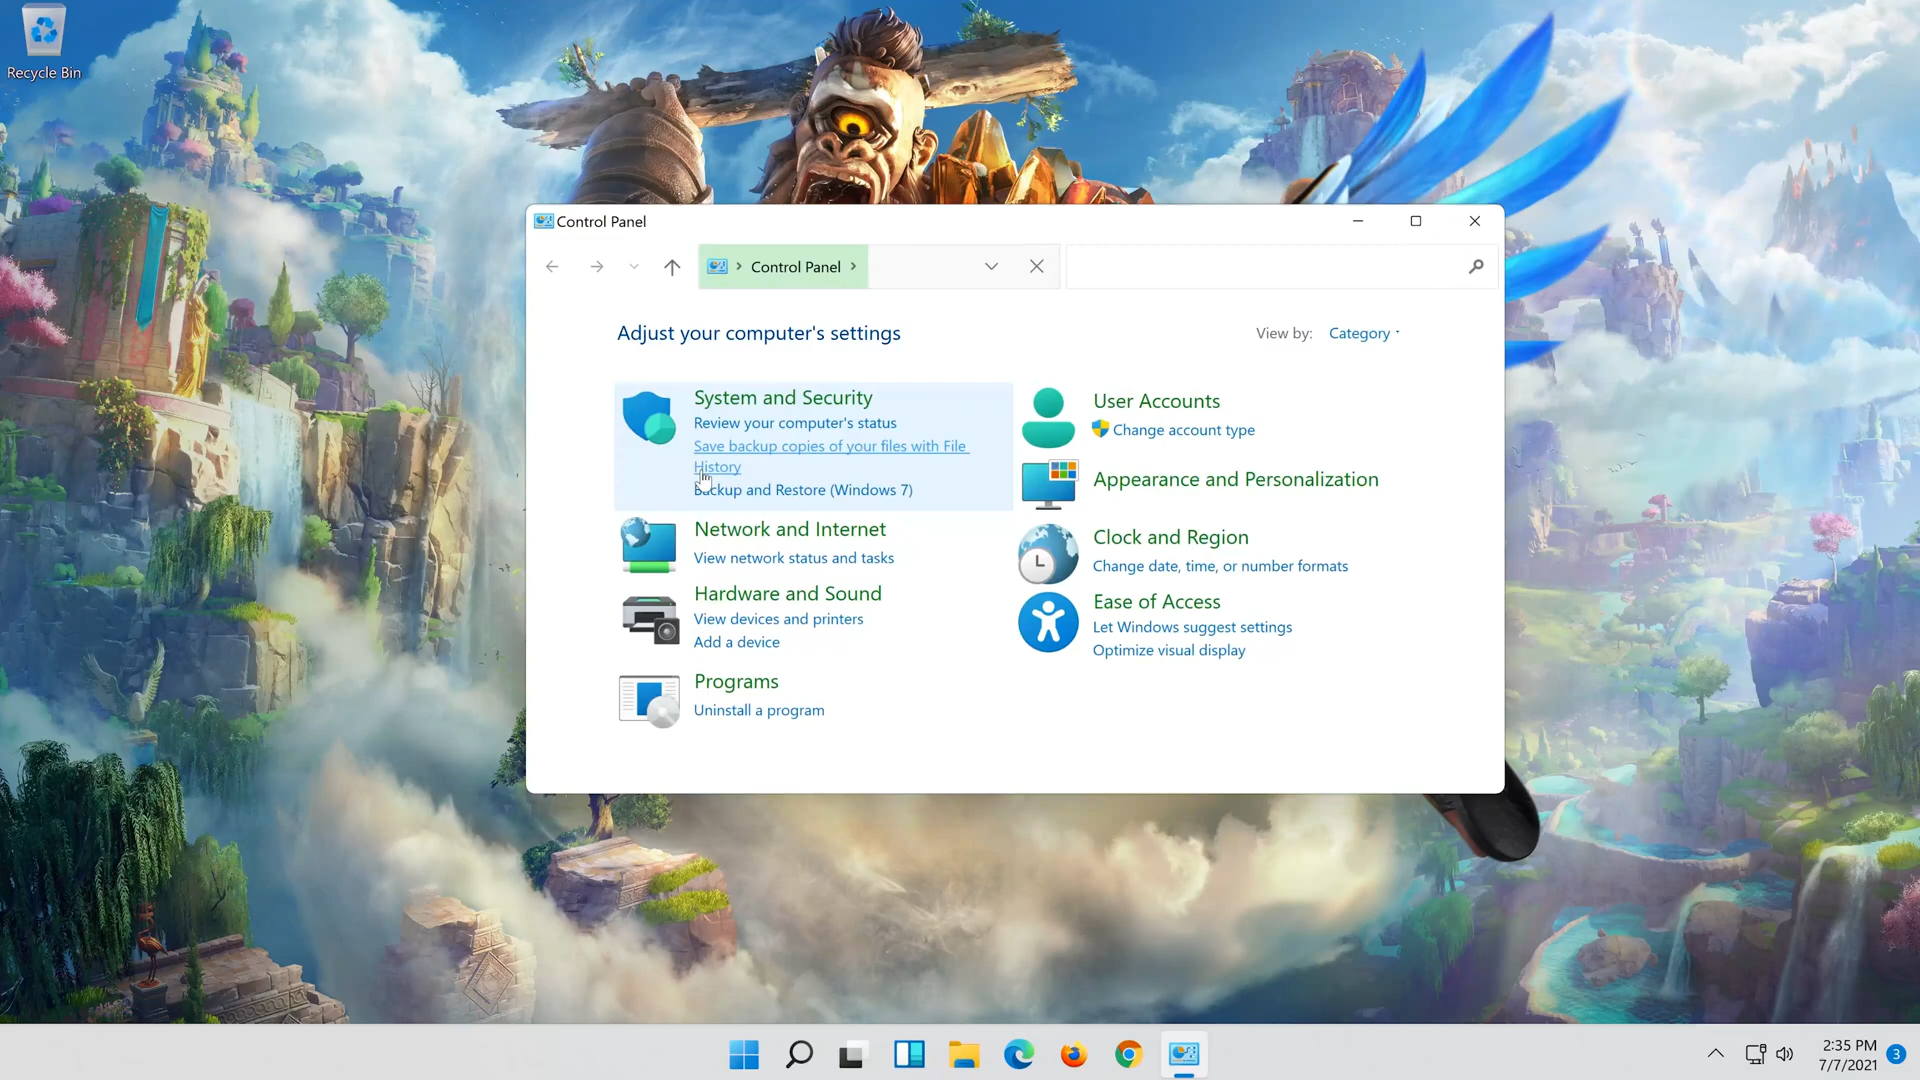 Recycle Bin
Control Panel
Control Panel
Adjust your computer's settings
View by: Category
System and Security
Review your computer's status
Save backup copies of your files with File
History
Backup and Restore (Windows 7)
Network and Internet
View network status and tasks
Hardware and Sound
View devices and printers
Add a device
Programs
Uninstall a program
User Accounts
Change account type
Appearance and Personalization
Clock and Region
Change date, time, or number formats
Ease of Access
Let Windows suggest settings
Optimize visual display
2:35 PM
7/7/2021
3